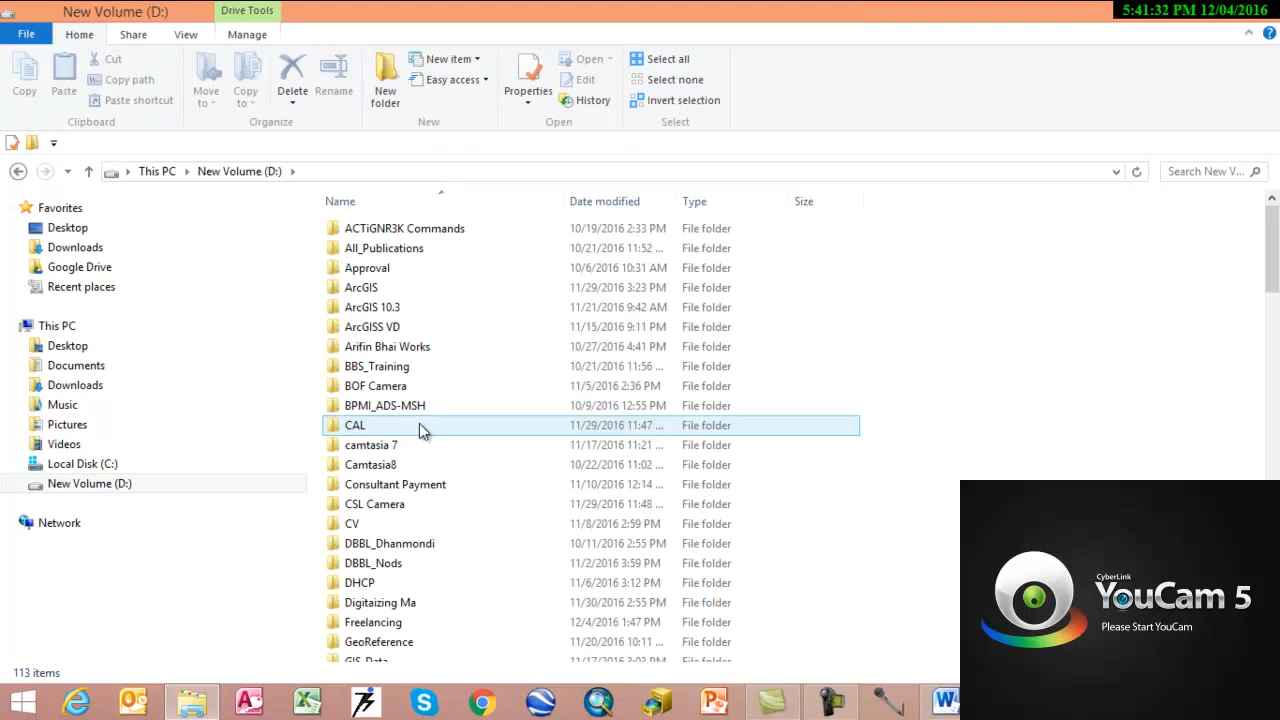 New Volume (D:)
Drive Tools
5:41:32 PM 12/04/2016
File
Home
Share
View
Manage
Copy
Paste
Cut
Copy path
Paste shortcut
Clipboard
Move to
Copy to
Delete
Rename
Organize
New folder
New item
Easy access
New
Properties
Open
Edit
History
Open
Select all
Select none
Invert selection
Select
This PC
New Volume (D:)
Search New V...
Favorites
Desktop
Downloads
Google Drive
Recent places
This PC
Desktop
Documents
Downloads
Music
Pictures
Videos
Local Disk (C:)
New Volume (D:)
Network
Name Date modified Type Size
ACTiGNR3K Commands 10/19/2016 2:33 PM File folder
All_Publications 10/21/2016 11:52 ... File folder
Approval 10/6/2016 10:31 AM File folder
ArcGIS 11/29/2016 3:23 PM File folder
ArcGIS 10.3 11/21/2016 9:42 AM File folder
ArcGISS VD 11/15/2016 9:11 PM File folder
Arifin Bhai Works 10/27/2016 4:41 PM File folder
BBS_Training 10/21/2016 11:56 ... File folder
BOF Camera 11/5/2016 2:36 PM File folder
BPMI_ADS-MSH 10/9/2016 12:55 PM File folder
CAL 11/29/2016 11:47 ... File folder
camtasia 7 11/17/2016 11:21 ... File folder
Camtasia8 10/22/2016 11:02 ... File folder
Consultant Payment 11/10/2016 12:14 ... File folder
CSL Camera 11/29/2016 11:48 ... File folder
CV 11/8/2016 2:59 PM File folder
DBBL_Dhanmondi 10/11/2016 2:55 PM File folder
DBBL_Nods 11/2/2016 3:59 PM File folder
DHCP 11/6/2016 3:12 PM File folder
Digitaizing Ma 11/30/2016 2:55 PM File folder
Freelancing 12/4/2016 1:47 PM File folder
GeoReference 11/20/2016 10:11 ... File folder
GIS_Data 11/17/2016 3:03 PM File folder
113 items
CyberLink
YouCam 5
Please Start YouCam